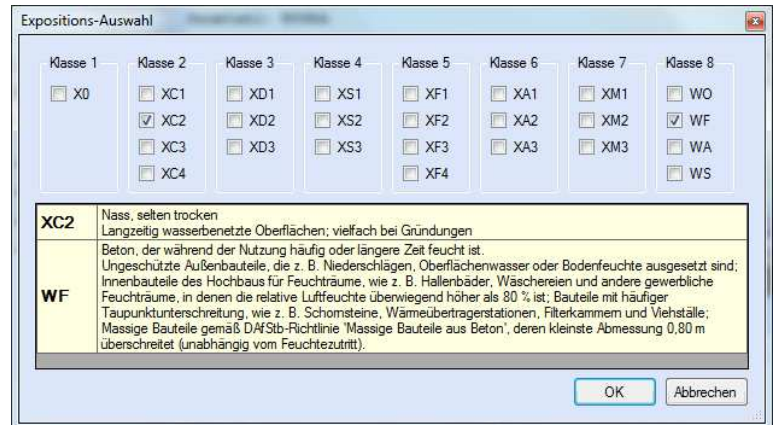 Expositions-Auswahl
Klasse 1 Klasse 2 Klasse 3 Klasse 4 Klasse 5 Klasse 6 Klasse 7 Klasse 8
X0 XC1 XD1 XS1 XF1 XA1 XM1 WO
XC2 XD2 XS2 XF2 XA2 XM2 WF
XC3 XD3 XS3 XF3 XA3 XM3 WA
XC4 XF4 WS
XC2 Nass, selten trocken
Langzeitig wasserbenetzte Oberflächen; vielfach bei Gründungen
Beton, der während der Nutzung häufig oder längere Zeit feucht ist.
Ungeschützte Außenbauteile, die z. B. Niederschlägen, Oberflächenwasser oder Bodenfeuchte ausgesetzt sind;
Innenbauteile des Hochbaus für Feuchträume, wie z. B. Hallenbäder, Wäschereien und andere gewerbliche
WF Feuchträume, in denen die relative Luftfeuchte überwiegend höher als 80 % ist; Bauteile mit häufiger
Taupunktunterschreitung, wie z. B. Schornsteine, Wärmeübertragerstationen, Filterkammern und Viehställe;
Massige Bauteile gemäß DAfStb-Richtlinie 'Massige Bauteile aus Beton', deren kleinste Abmessung 0,80 m
überschreitet (unabhängig vom Feuchtezutritt).
OK Abbrechen